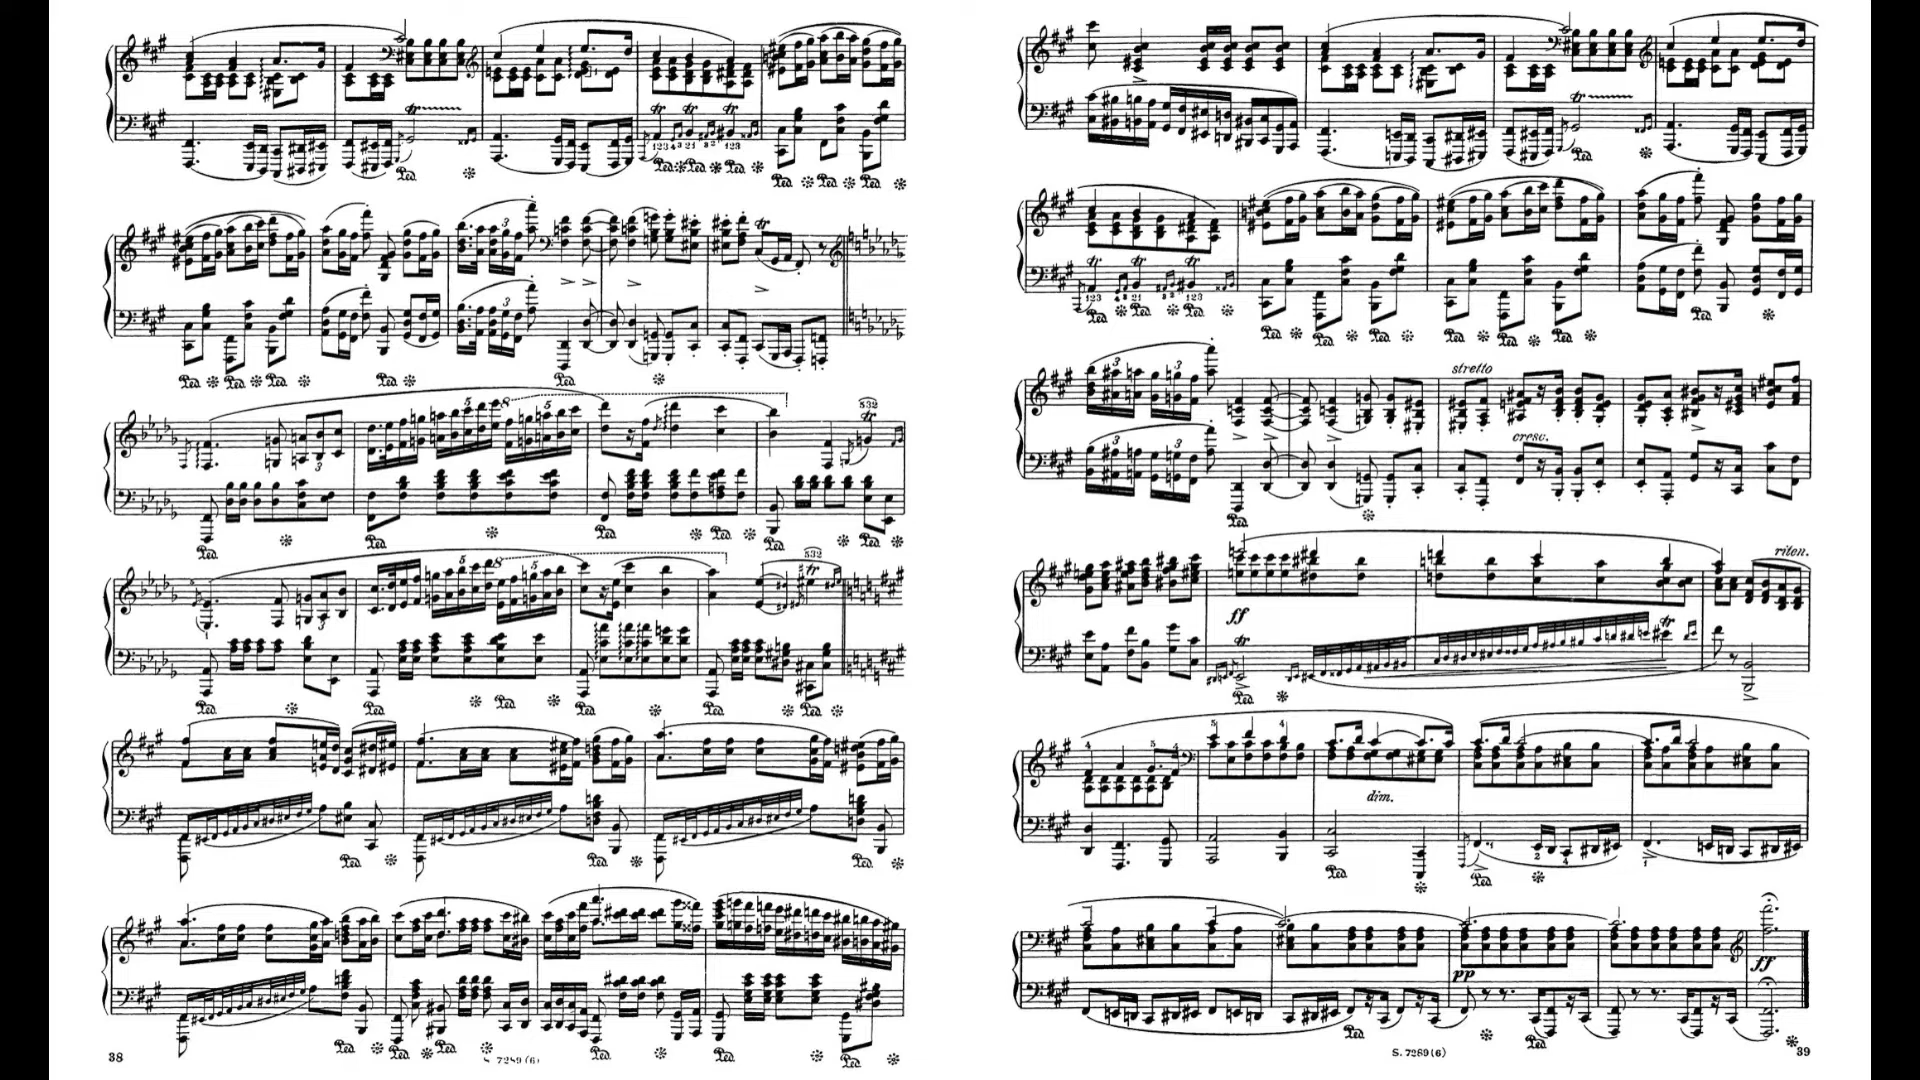 stretto
cresc.
riten.
ff
dim.
pp
ff
38
S. 7289 (6)
S. 7289 (6)
39